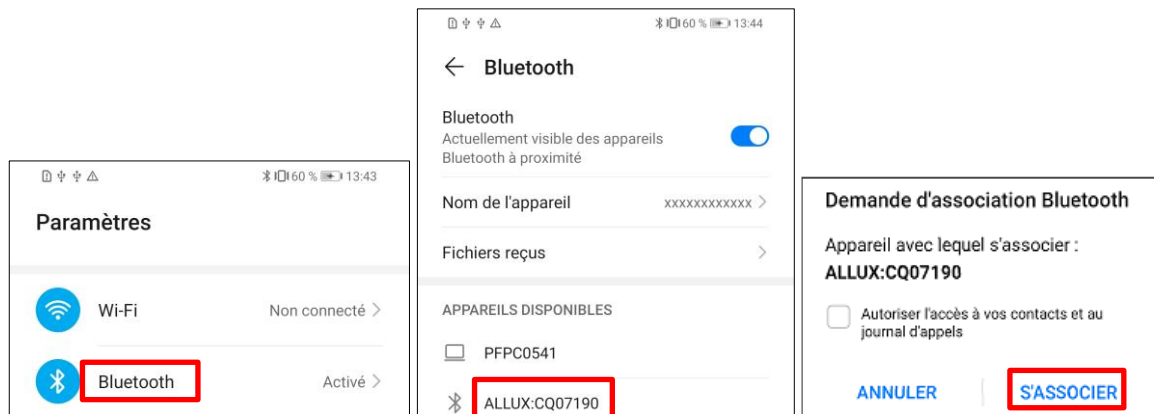 60 % 13:43
Paramètres
Wi-Fi Non connecté
Bluetooth Activé
60 % 13:44
Bluetooth
Bluetooth
Actuellement visible des appareils
Bluetooth à proximité
Nom de l'appareil xxxxxxxxxxxx
Fichiers reçus
APPAREILS DISPONIBLES
PFPC0541
ALLUX:CQ07190
Demande d'association Bluetooth
Appareil avec lequel s'associer :
ALLUX:CQ07190
Autoriser l'accès à vos contacts et au
journal d'appels
ANNULER S'ASSOCIER